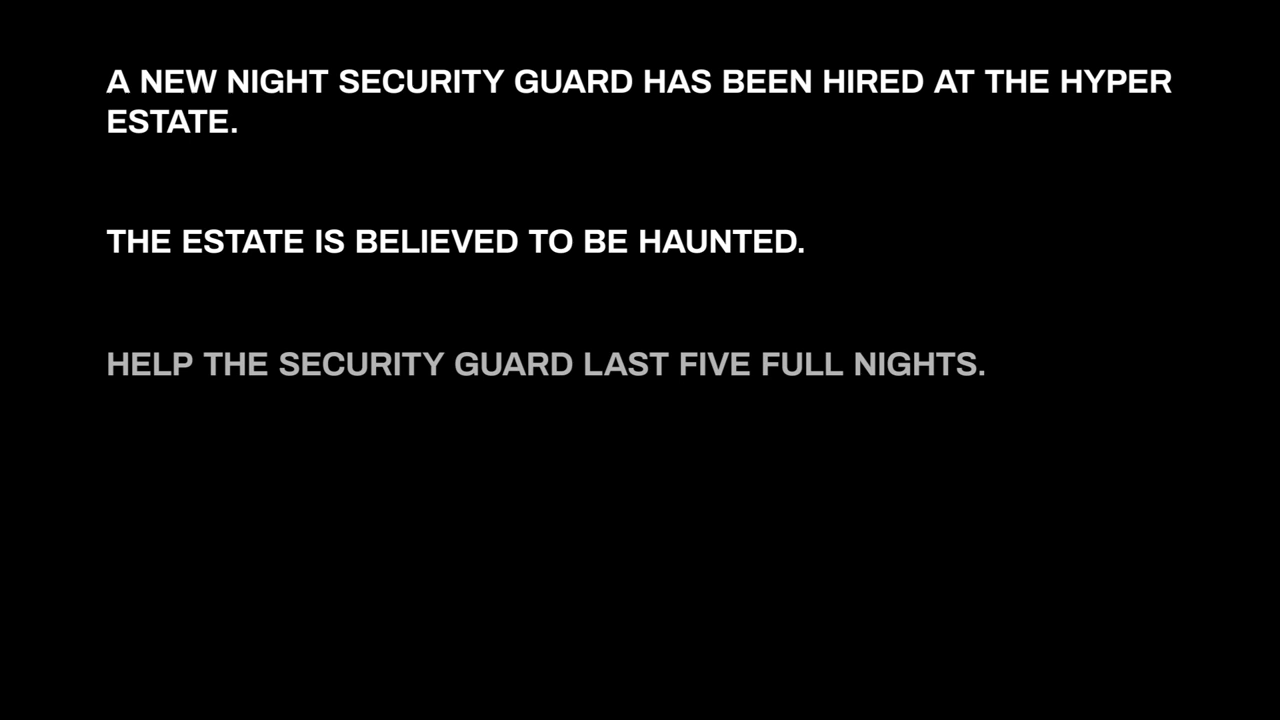 A NEW NIGHT SECURITY GUARD HAS BEEN HIRED AT THE HYPER
ESTATE.
THE ESTATE IS BELIEVED TO BE HAUNTED.
HELP THE SECURITY GUARD LAST FIVE FULL NIGHTS.